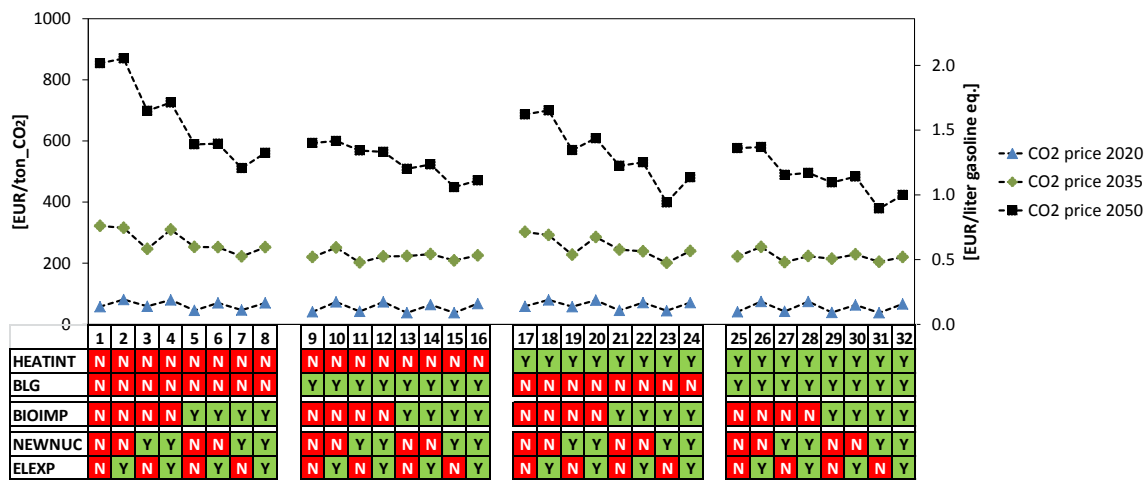 [EUR/ton_CO2]
1000
800
600
400
200
0
2.0
1.5
1.0
0.5
0.0
[EUR/liter gasoline eq.]
CO2 price 2020
CO2 price 2035
CO2 price 2050
1 2 3 4 5 6 7 8 9 10 11 12 13 14 15 16 17 18 19 20 21 22 23 24 25 26 27 28 29 30 31 32
HEATINT N N N N N N N N N N N N N N N N Y Y Y Y Y Y Y Y Y Y Y Y Y Y Y Y
BLG N N N N N N N N Y Y Y Y Y Y Y Y N N N N N N N N Y Y Y Y Y Y Y Y
BIOIMP N N N N Y Y Y Y N N N N Y Y Y Y N N N N Y Y Y Y N N N N Y Y Y Y
NEWNUC N N Y Y N N Y Y N N Y Y N N Y Y N N Y Y N N Y Y N N Y Y N N Y Y
ELEXP N Y N Y N Y N Y N Y N Y N Y N Y N Y N Y N Y N Y N Y N Y N Y N Y